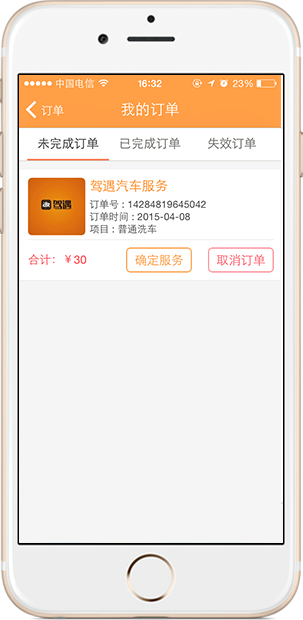 中国电信 16:32 23%
订单 我的订单
未完成订单 已完成订单 失效订单
驾遇 驾遇汽车服务
订单号：14284819645042
订单时间：2015-04-08
项目：普通洗车
合计：￥30 确定服务 取消订单